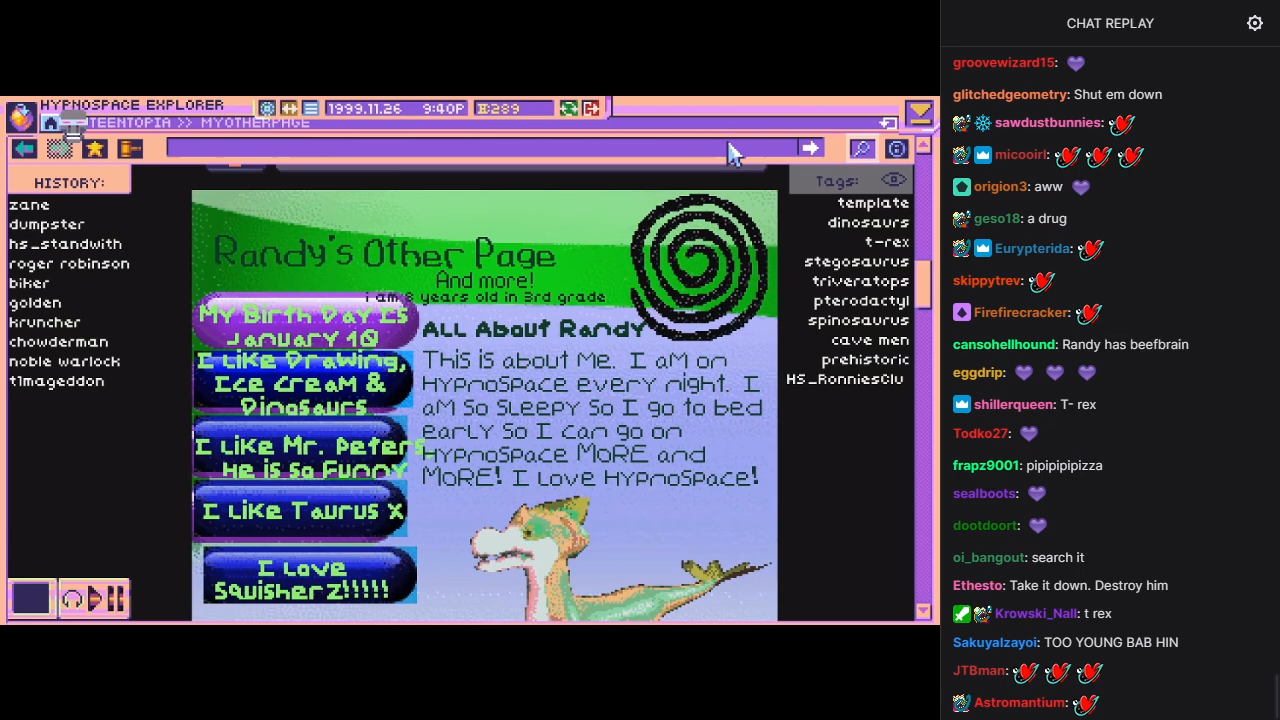 HYPNOSPACE EXPLORER
1999.11.26 9:40P
289
TEENTOPIA >> MYOTHERPAGE
HISTORY:
zane
dumpster
hs_standwith
roger robinson
biker
golden
kruncher
chowderman
noble warlock
t1mageddon
Randy's Other Page
And more!
i am 8 years old in 3rd grade
My Birth Day Is
January 10
I Like Drawing,
Ice Cream &
Dinosaurs
I Like Mr. Peters
He is so Funny
I Like Taurus X
I Love
SquisherZ!!!!!
All About Randy
This is about Me. I aM on
HypnoSpace every night. I
aM So SLeePY So I go to bed
earLY So I can go on
HypnoSpace MoRE and
MoRE! I Love HypnoSpace!
Tags:
template
dinosaurs
t-rex
stegosaurus
triveratops
pterodactyl
spinosaurus
cave men
prehistoric
HS_RonniesClu
CHAT REPLAY
groovewizard15:
glitchedgeometry: Shut em down
sawdustbunnies:
micooirl:
origion3: aww
geso18: a drug
Eurypterida:
skippytrev:
Firefirecracker:
cansohellhound: Randy has beefbrain
eggdrip:
shillerqueen: T- rex
Todko27:
frapz9001: pipipipipizza
sealboots:
dootdoort:
oi_bangout: search it
Ethesto: Take it down. Destroy him
Krowski_Nall: t rex
SakuyaIzayoi: TOO YOUNG BAB HIN
JTBman:
Astromantium: